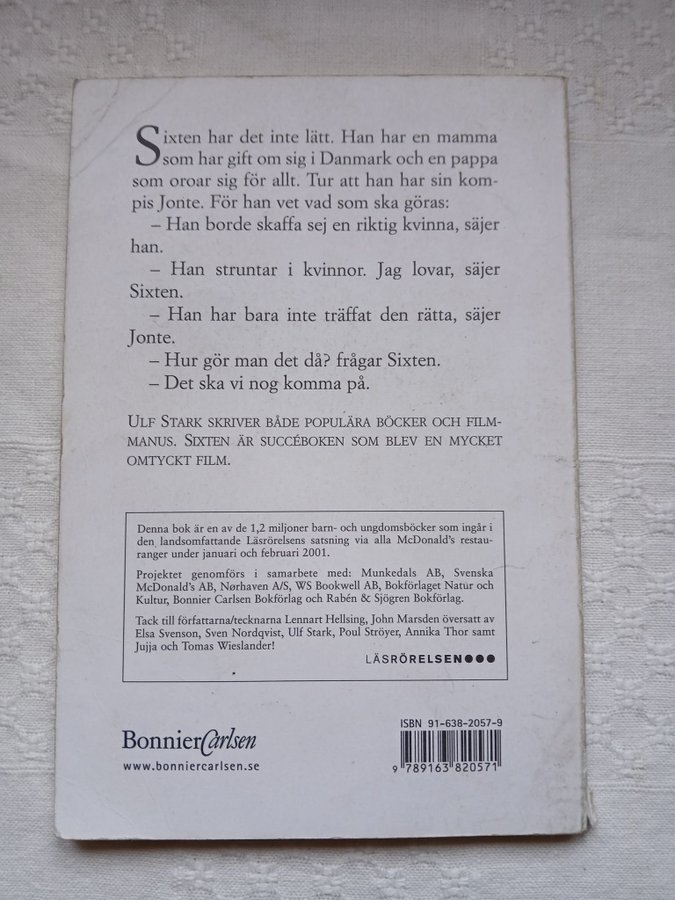 Sixten har det inte lätt. Han har en mamma
som har gift om sig i Danmark och en pappa
som oroar sig för allt. Tur att han har sin kom-
pis Jonte. För han vet vad som ska göras:
– Han borde skaffa sej en riktig kvinna, säjer
han.
– Han struntar i kvinnor. Jag lovar, säjer
Sixten.
– Han har bara inte träffat den rätta, säjer
Jonte.
– Hur gör man det då? frågar Sixten.
– Det ska vi nog komma på.
ULF STARK SKRIVER BÅDE POPULÄRA BÖCKER OCH FILM-
MANUS. SIXTEN ÄR SUCCÉBOKEN SOM BLEV EN MYCKET
OMTYCKT FILM.
Denna bok är en av de 1,2 miljoner barn- och ungdomsböcker som ingår i
den landsomfattande Läsrörelsens satsning via alla McDonald's restau-
ranger under januari och februari 2001.
Projektet genomförs i samarbete med: Munkedals AB, Svenska
McDonald's AB, Nørhaven A/S, WS Bookwell AB, Bokförlaget Natur och
Kultur, Bonnier Carlsen Bokförlag och Rabén & Sjögren Bokförlag.
Tack till författarna/tecknarna Lennart Hellsing, John Marsden översatt av
Elsa Svenson, Sven Nordqvist, Ulf Stark, Poul Ströyer, Annika Thor samt
Jujja och Tomas Wieslander!
LÄSRÖRELSEN●●●
ISBN 91-638-2057-9
BonnierCarlsen
www.bonniercarlsen.se
9 789163 820571